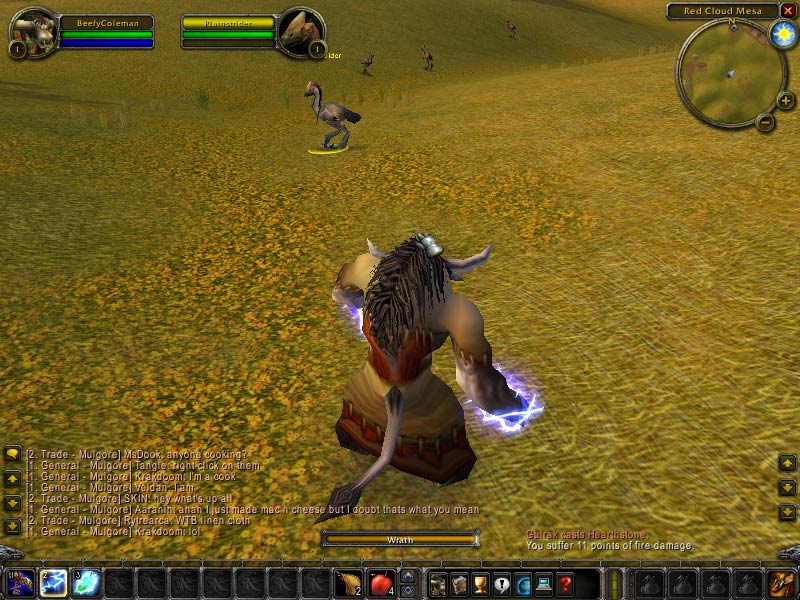 BeefyColeman
Plainstrider
Red Cloud Mesa
N
1
1
[2. Trade - Mulgore] MsDook: anyone cooking?
[1. General - Mulgore] Tangle: right click on them
[1. General - Mulgore] Krakdoom: I'm a cook
[1. General - Mulgore] Veldan: I am
[2. Trade - Mulgore] SKIN: hey what's up all
[1. General - Mulgore] Aaranin: ahah I just made mac n cheese but I doubt thats what you mean
[2. Trade - Mulgore] Rytrearca: WTB linen cloth
[1. General - Mulgore] Krakdoom: lol
Wrath
Gulrak casts Hearthstone.
You suffer 11 points of fire damage.
1
2
3
2
4